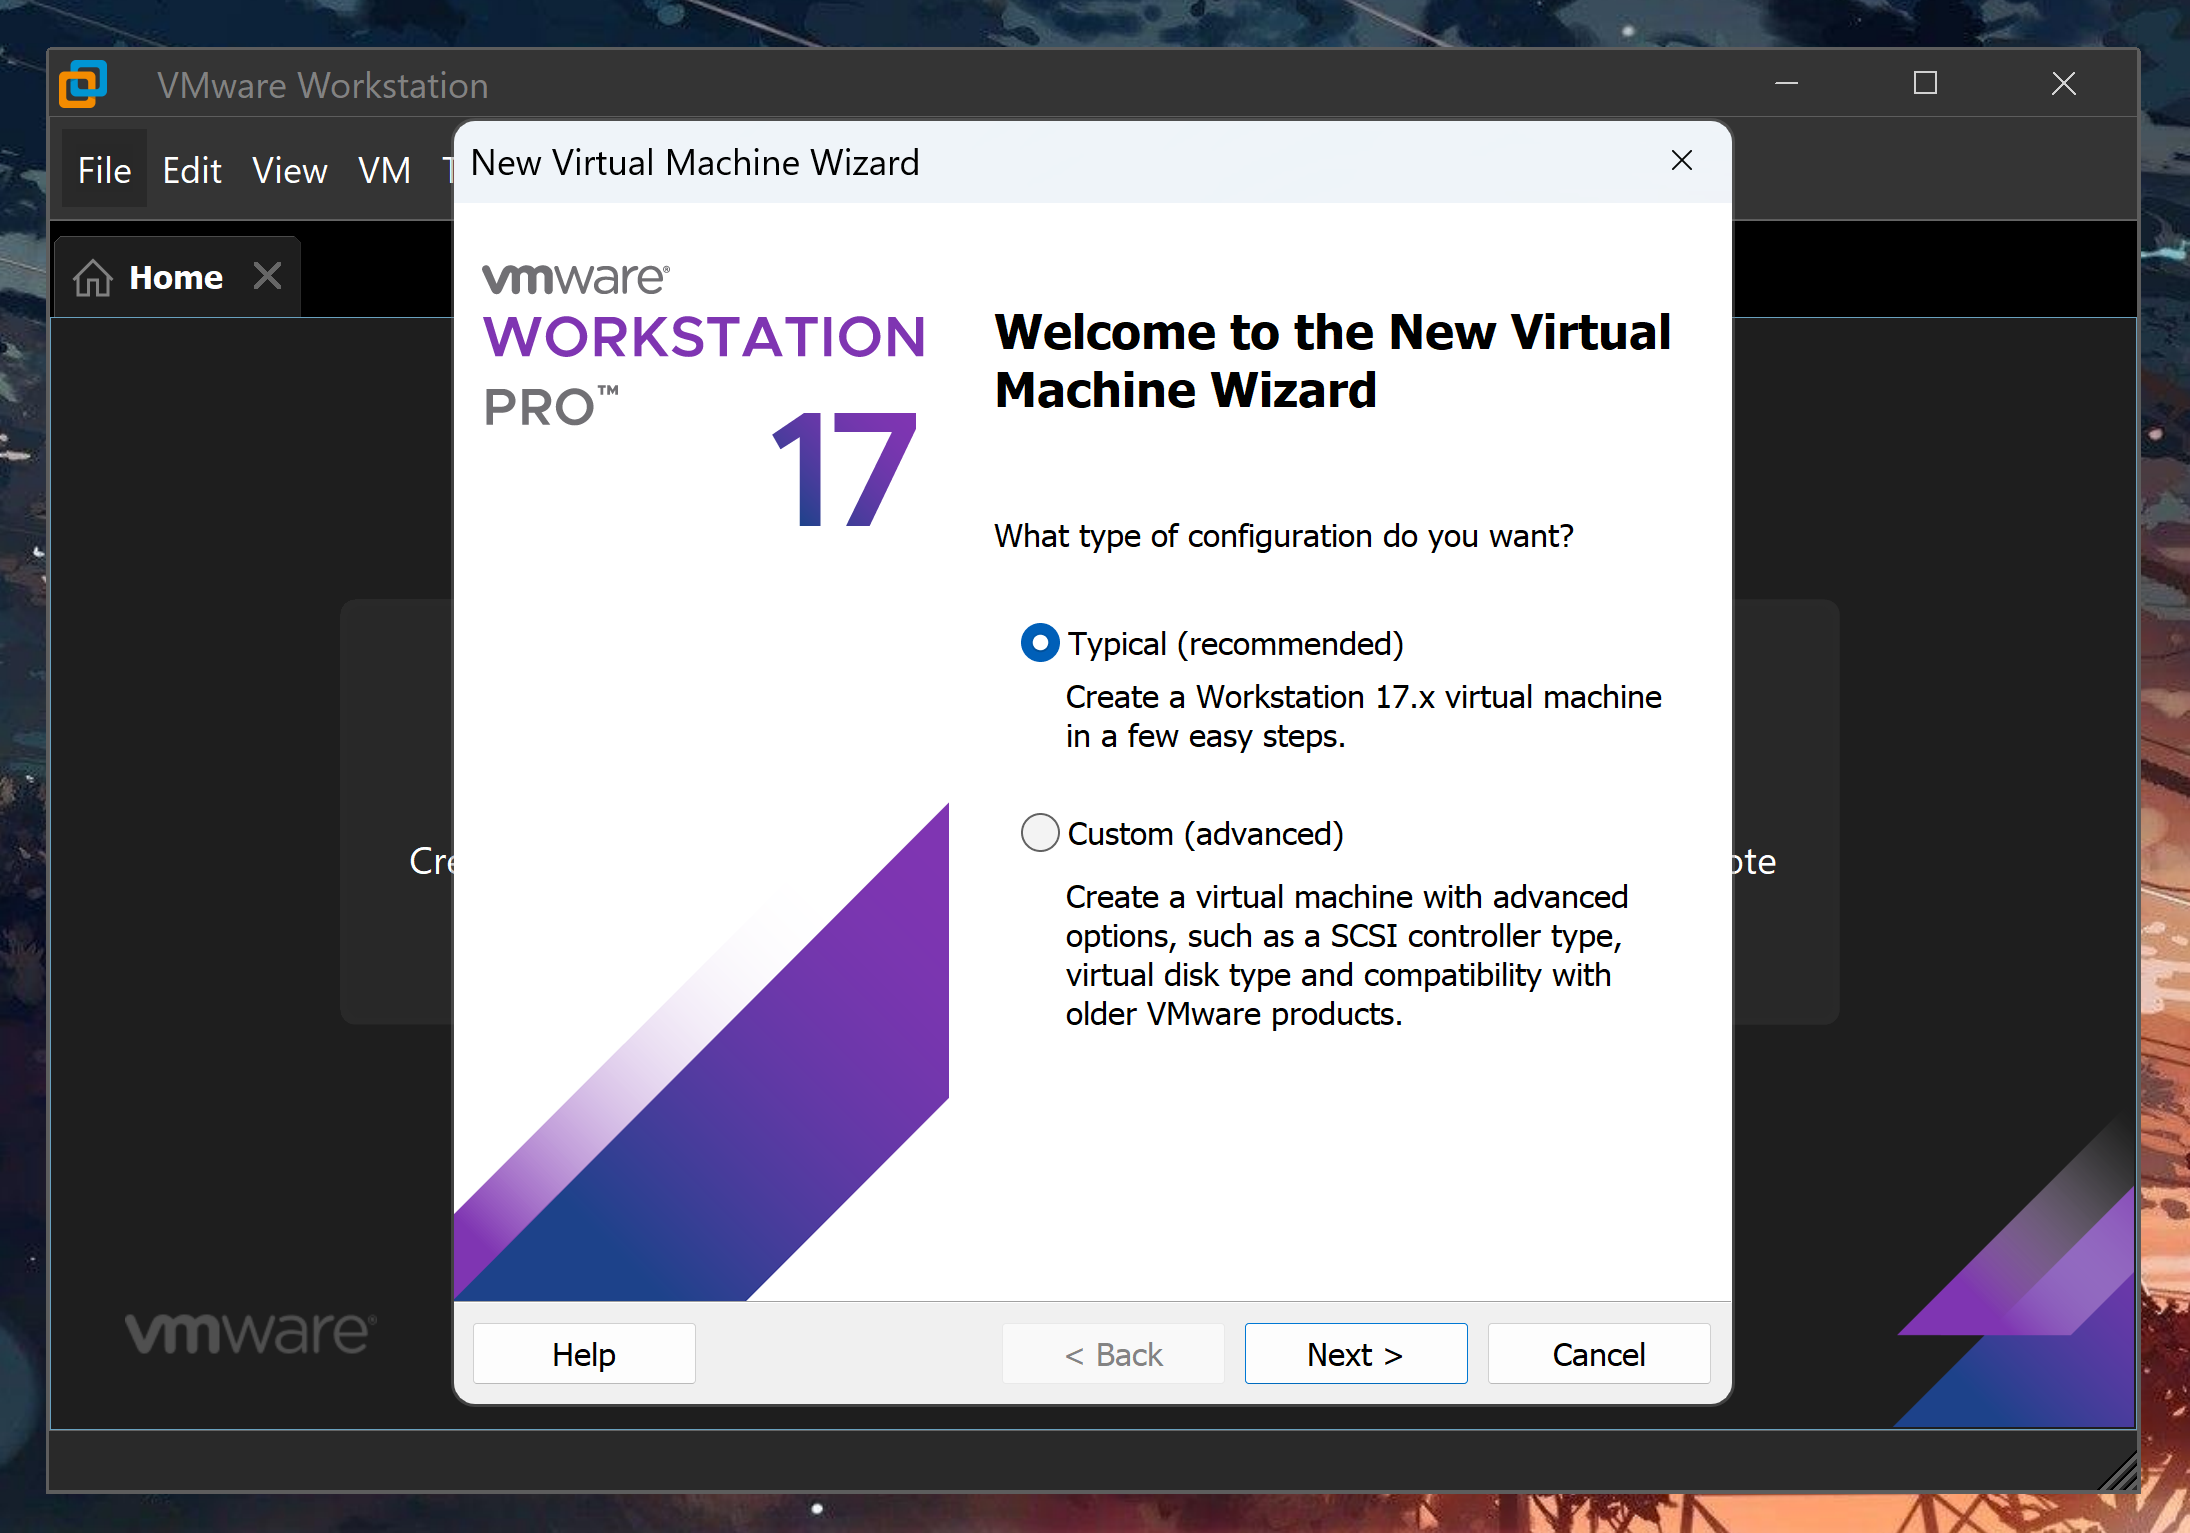 VMware Workstation
File Edit View VM
New Virtual Machine Wizard
Home
vmware®
WORKSTATION
PRO™
17
Welcome to the New Virtual
Machine Wizard
What type of configuration do you want?
Typical (recommended)
Create a Workstation 17.x virtual machine
in a few easy steps.
Custom (advanced)
Create a virtual machine with advanced
options, such as a SCSI controller type,
virtual disk type and compatibility with
older VMware products.
vmware®
Help
< Back
Next >
Cancel